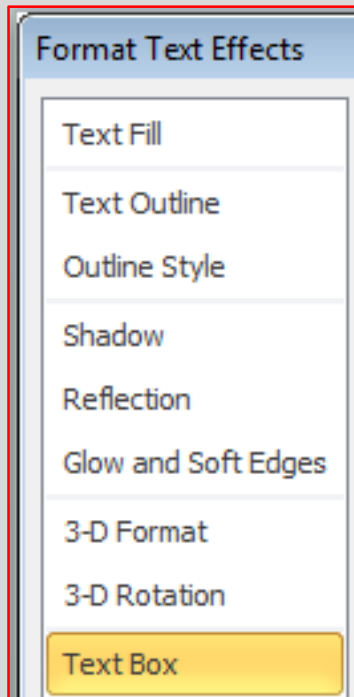 Format Text Effects
Text Fill
Text Outline
Outline Style
Shadow
Reflection
Glow and Soft Edges
3-D Format
3-D Rotation
Text Box